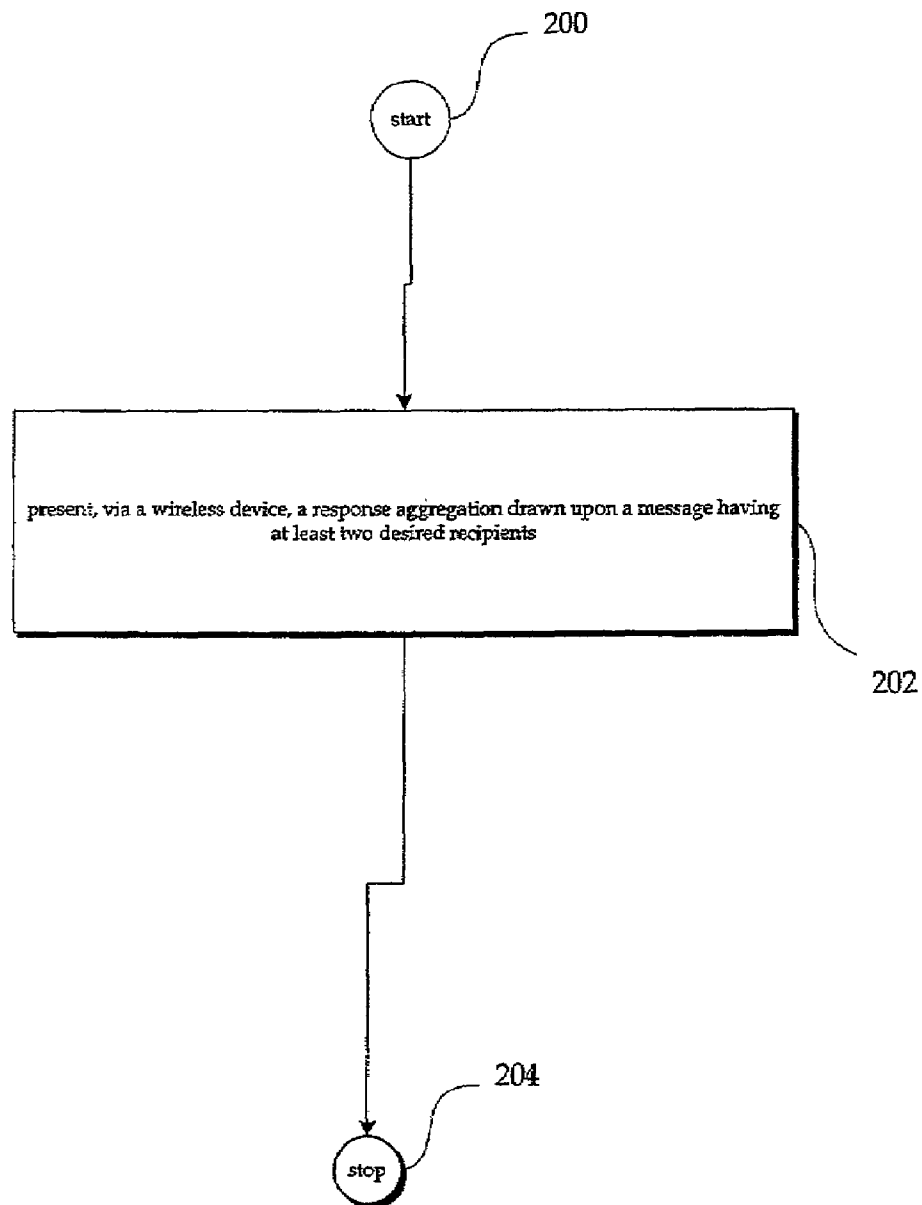 200
start
present, via a wireless device, a response aggregation drawn upon a message having
at least two desired recipients
202
204
stop